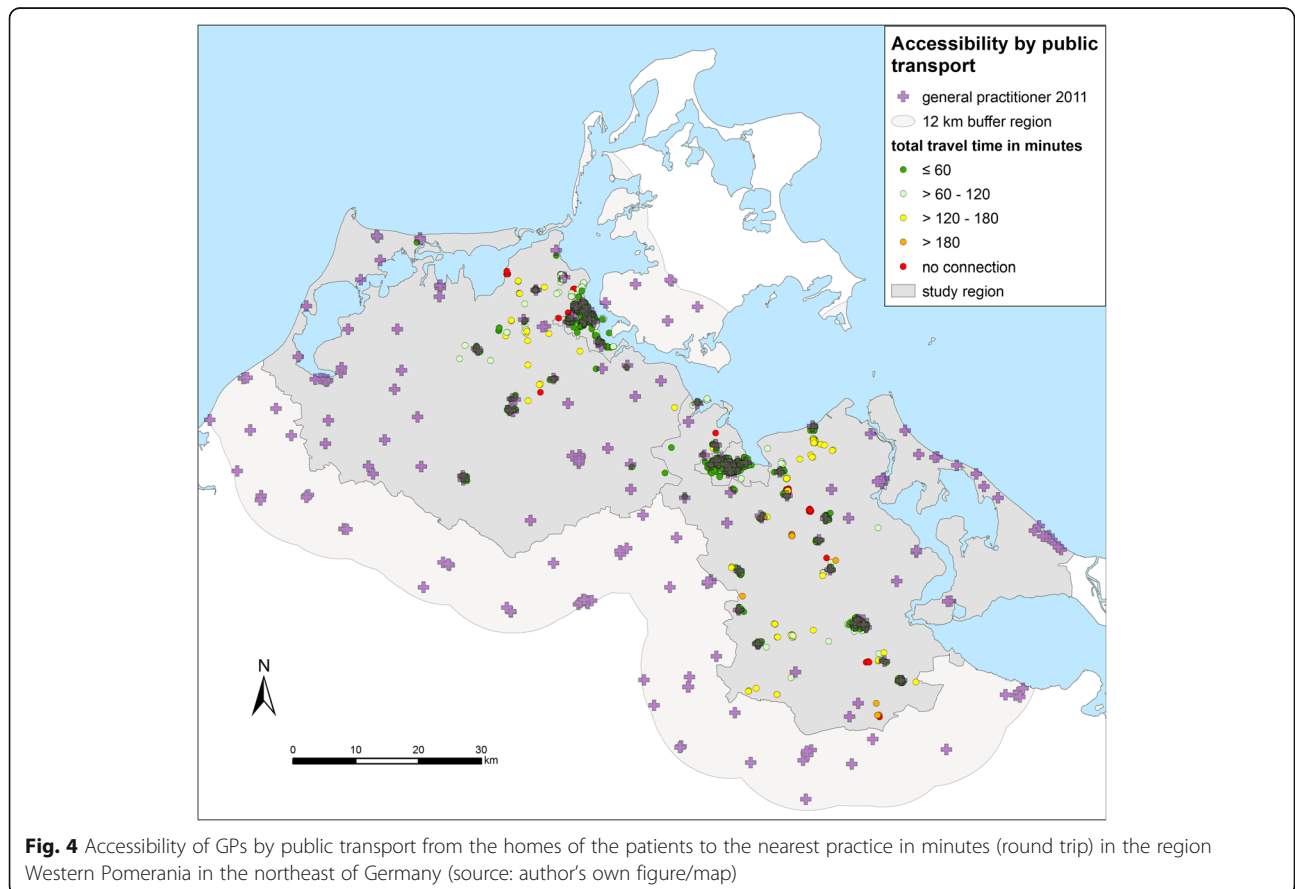 Accessibility by public
transport
general practitioner 2011
12 km buffer region
total travel time in minutes
≤ 60
> 60 - 120
> 120 - 180
> 180
no connection
study region
N
0 10 20 30
km
Fig. 4 Accessibility of GPs by public transport from the homes of the patients to the nearest practice in minutes (round trip) in the region
Western Pomerania in the northeast of Germany (source: author's own figure/map)